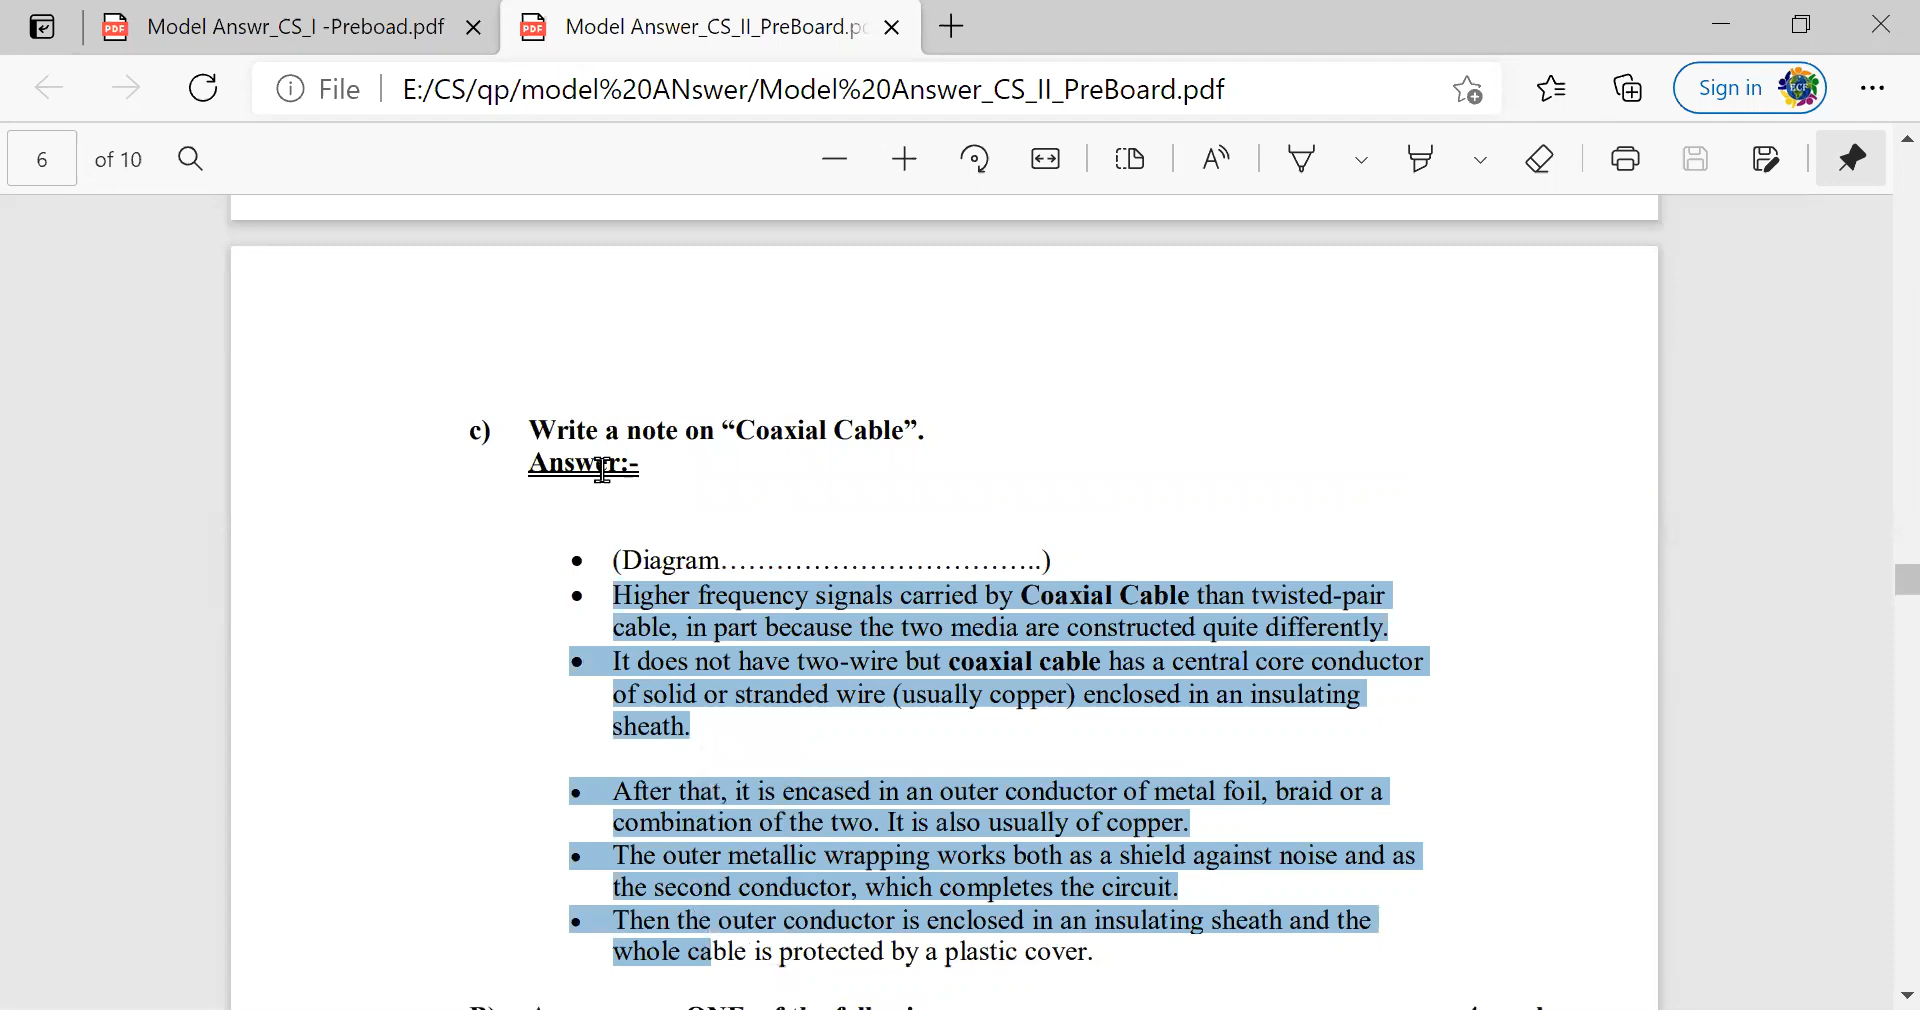 Model Answr_CS_I -Preboad.pdf
Model Answer_CS_II_PreBoard.pd
File
E:/CS/qp/model%20ANswer/Model%20Answer_CS_II_PreBoard.pdf
Sign in
6 of 10
c) Write a note on “Coaxial Cable”.
Answer:-
• (Diagram………………………………..)
• Higher frequency signals carried by Coaxial Cable than twisted-pair
cable, in part because the two media are constructed quite differently.
• It does not have two-wire but coaxial cable has a central core conductor
of solid or stranded wire (usually copper) enclosed in an insulating
sheath.
• After that, it is encased in an outer conductor of metal foil, braid or a
combination of the two. It is also usually of copper.
• The outer metallic wrapping works both as a shield against noise and as
the second conductor, which completes the circuit.
• Then the outer conductor is enclosed in an insulating sheath and the
whole cable is protected by a plastic cover.